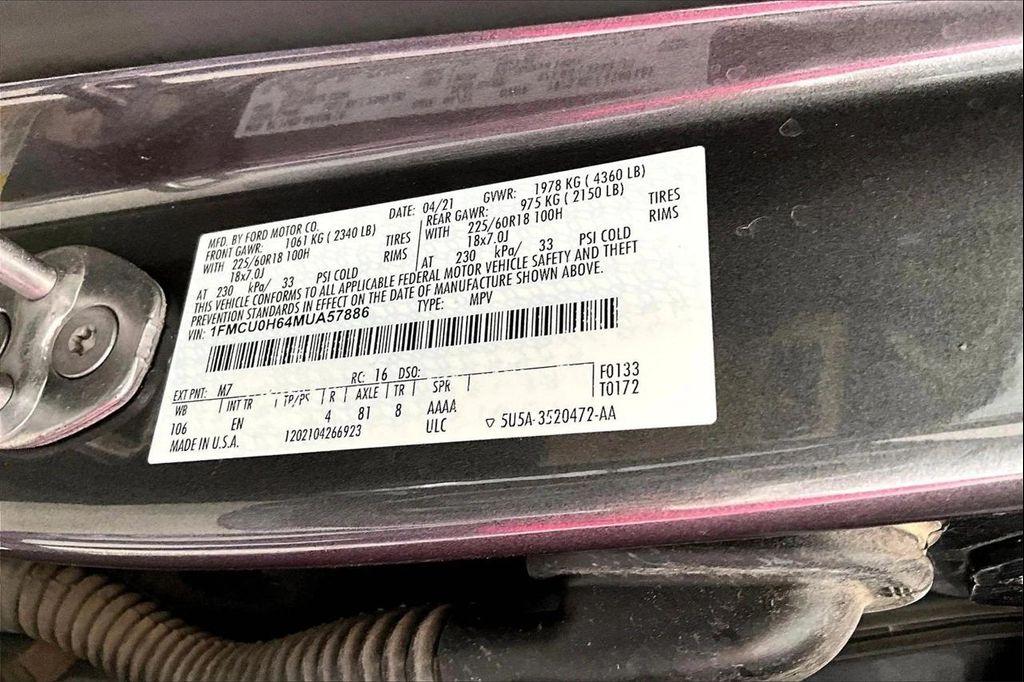 MFD. BY FORD MOTOR CO.
DATE: 04/21 GVWR: 1978 KG ( 4360 LB)
FRONT GAWR: 1061 KG ( 2340 LB) REAR GAWR: 975 KG ( 2150 LB)
WITH 225/60R18 100H TIRES WITH 225/60R18 100H TIRES
18x7.0J RIMS 18x7.0J RIMS
AT 230 kPa/ 33 PSI COLD AT 230 kPa/ 33 PSI COLD
THIS VEHICLE CONFORMS TO ALL APPLICABLE FEDERAL MOTOR VEHICLE SAFETY AND THEFT
PREVENTION STANDARDS IN EFFECT ON THE DATE OF MANUFACTURE SHOWN ABOVE.
VIN: 1FMCU0H64MUA57886 TYPE: MPV
EXT PNT: M7 RC: 16 DSO: F0133
WB INT TR TP/PS R AXLE TR SPR T0172
106 EN 4 81 8 AAAA
MADE IN U.S.A. 1202104266923 ULC ▽ 5U5A-3520472-AA